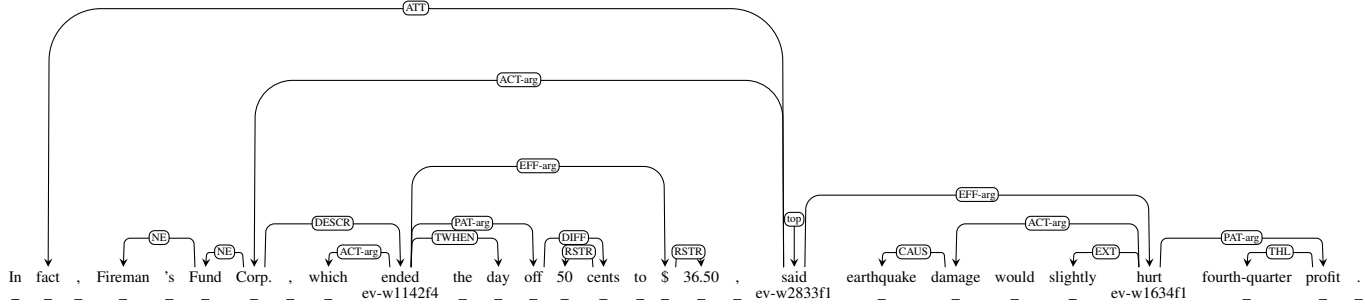 ATT
ACT-arg
EFF-arg
EFF-arg
top
DESCR PAT-arg ACT-arg
NE TWHEN DIFF PAT-arg
NE ACT-arg RSTR RSTR CAUS EXT THL
In fact , Fireman 's Fund Corp. , which ended the day off 50 cents to $ 36.50 , said earthquake damage would slightly hurt fourth-quarter profit .
_ _ _ _ _ _ _ _ _ ev-w1142f4 _ _ _ _ _ _ _ _ _ ev-w2833f1 _ _ _ _ ev-w1634f1 _ _ _